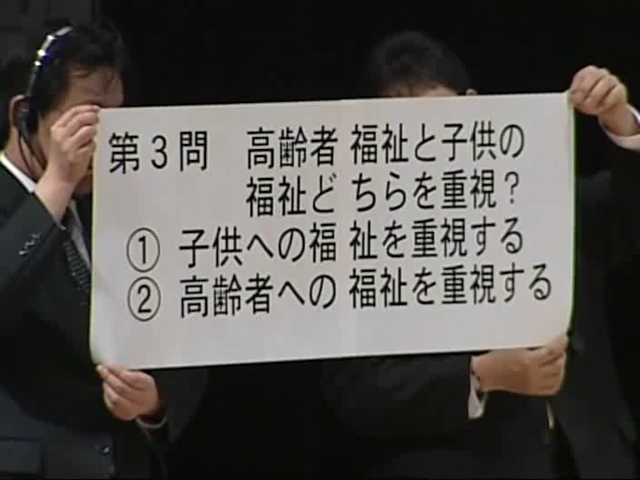 第3問 高齢者 福祉と子供の
福祉ど ちらを重視?
① 子供への福 祉を重視する
② 高齢者への 福祉を重視する